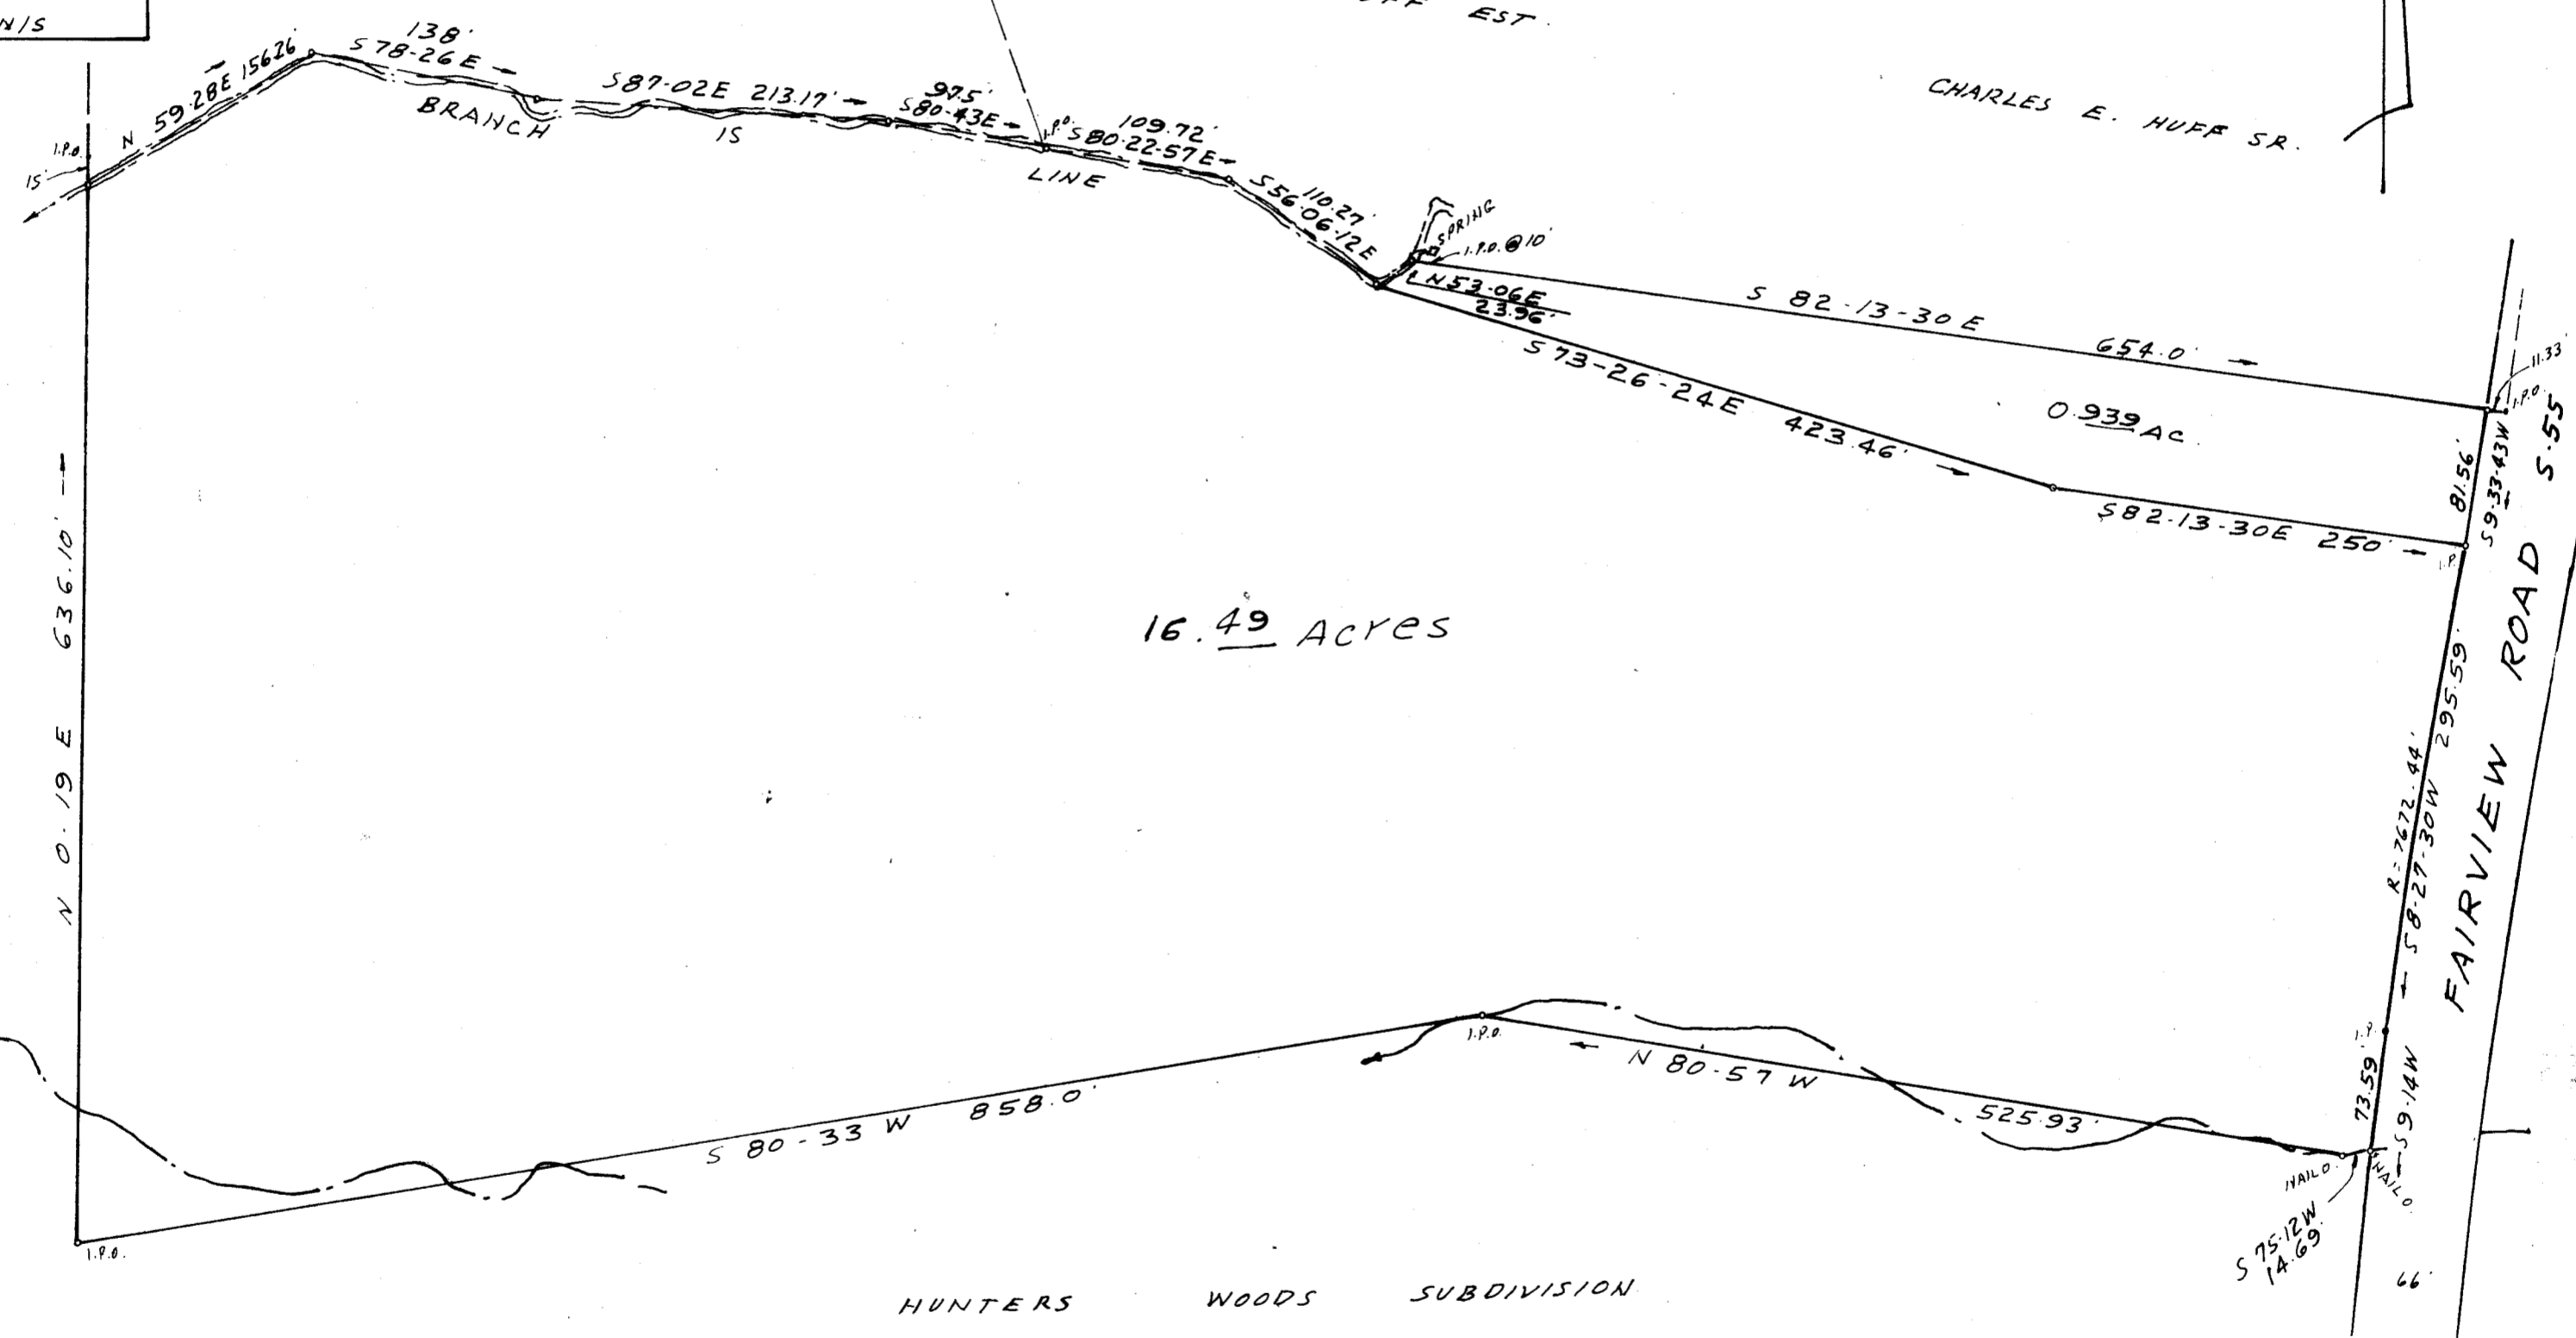 N/S
EST.
CHARLES E. HUFF SR.
N 59-28E 156.26'
138'
S 78-26E
S87-02E 213.17'
97.5'
S80-43E
I.P.O.
109.72'
S80-22-57E
110.27'
S56-06-12E
BRANCH
IS
LINE
I.P.O.
15'
SPRING
I.P.O. @ 10'
N53-06E
23.96'
S 82-13-30 E
654.0'
11.33'
I.P.O.
S 73-26-24E 423.46'
0.939 AC.
S82-13-30E 250'
I.P.
81.56'
S9-33-43W
FAIRVIEW ROAD S-55
16.49 Acres
N 0-19 E 636.10'
R=7672.44'
S8-27-30W 295.59'
I.P.
73.59'
S9-14W
I.P.O.
N 80-57 W
525.93'
S 80-33 W 858.0'
I.P.O.
NAIL O.
NAIL O.
S 75-12W
14.69'
66'
HUNTERS WOODS SUBDIVISION